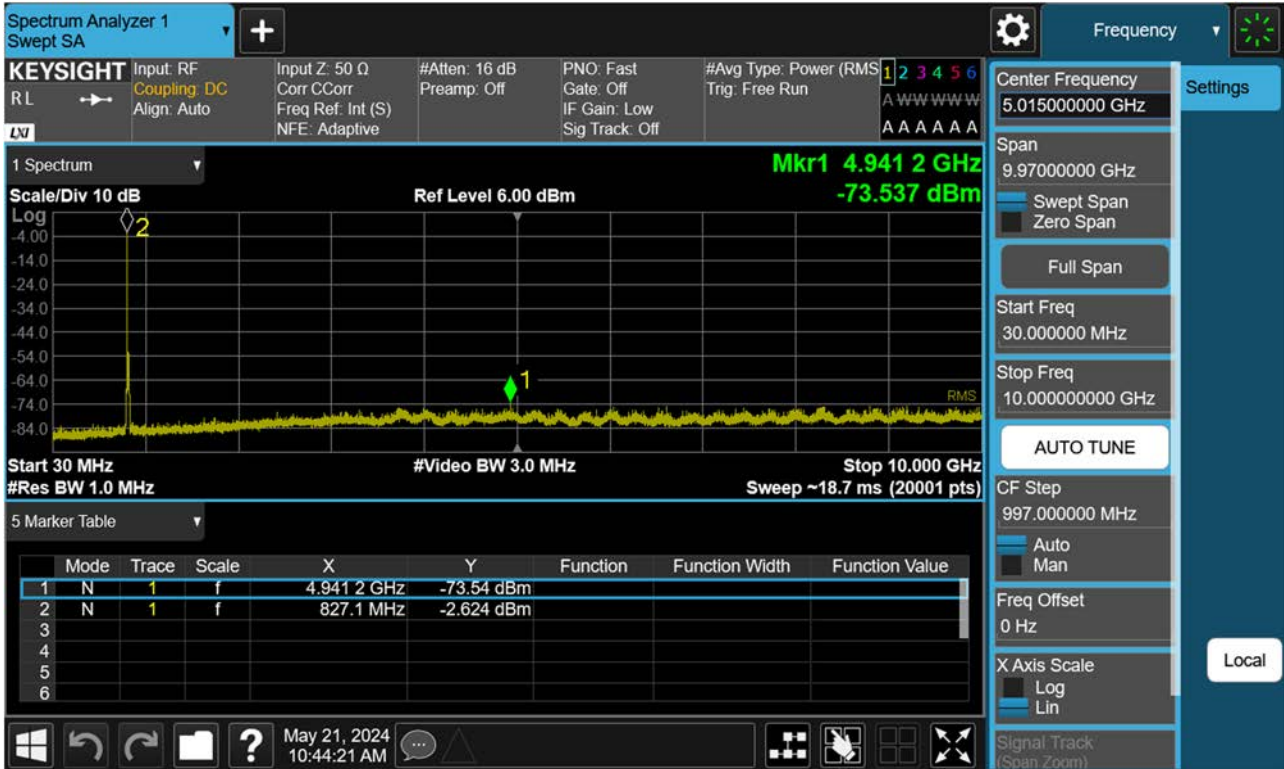 Spectrum Analyzer 1
Swept SA
Frequency
KEYSIGHT
R L
LXI
Input: RF
Coupling: DC
Align: Auto
Input Z: 50 Ω
Corr CCorr
Freq Ref: Int (S)
NFE: Adaptive
#Atten: 16 dB
Preamp: Off
PNO: Fast
Gate: Off
IF Gain: Low
Sig Track: Off
#Avg Type: Power (RMS
Trig: Free Run
1 2 3 4 5 6
A W W W W W
A A A A A A
1 Spectrum
Scale/Div 10 dB
Ref Level 6.00 dBm
Mkr1 4.941 2 GHz
-73.537 dBm
Log
-4.00
-14.0
-24.0
-34.0
-44.0
-54.0
-64.0
-74.0
-84.0
2
1
RMS
Start 30 MHz
#Video BW 3.0 MHz
Stop 10.000 GHz
#Res BW 1.0 MHz
Sweep ~18.7 ms (20001 pts)
5 Marker Table
Mode Trace Scale X Y Function Function Width Function Value
1 N 1 f 4.941 2 GHz -73.54 dBm
2 N 1 f 827.1 MHz -2.624 dBm
3
4
5
6
May 21, 2024
10:44:21 AM
Center Frequency
5.015000000 GHz
Span
9.97000000 GHz
Swept Span
Zero Span
Full Span
Start Freq
30.000000 MHz
Stop Freq
10.000000000 GHz
AUTO TUNE
CF Step
997.000000 MHz
Auto
Man
Freq Offset
0 Hz
X Axis Scale
Log
Lin
Signal Track
(Span Zoom)
Settings
Local